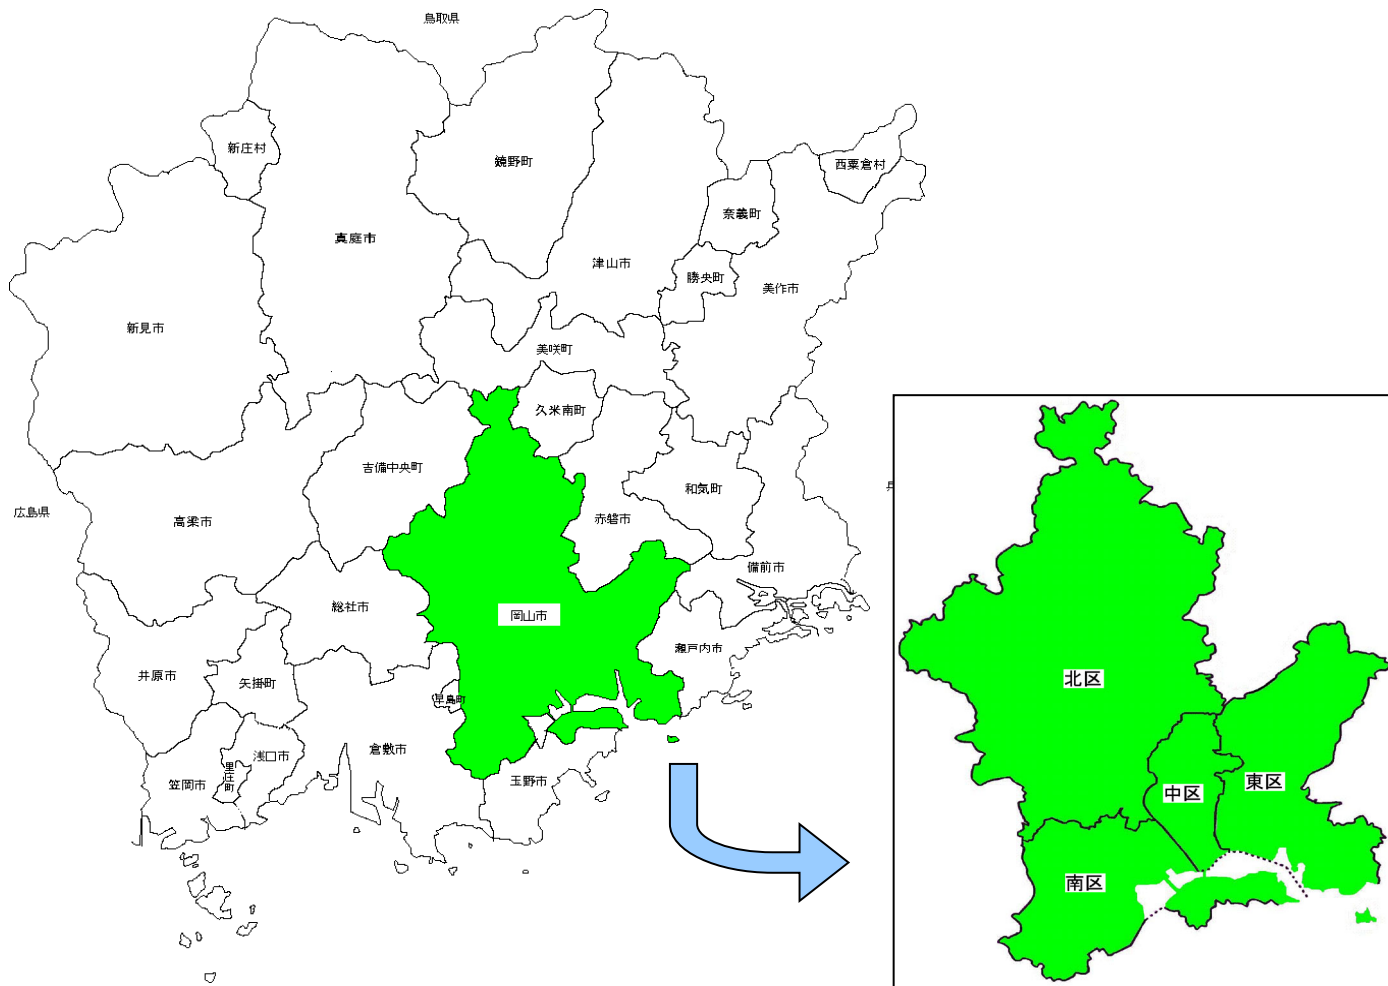 鳥取県
新庄村
鏡野町
西粟倉村
奈義町
真庭市
津山市
勝央町
美作市
新見市
美咲町
久米南町
吉備中央町
和気町
広島県
高梁市
赤磐市
備前市
総社市
岡山市
瀬戸内市
井原市
矢掛町
早島町
倉敷市
浅口市
里庄町
笠岡市
玉野市
北区
中区
東区
南区